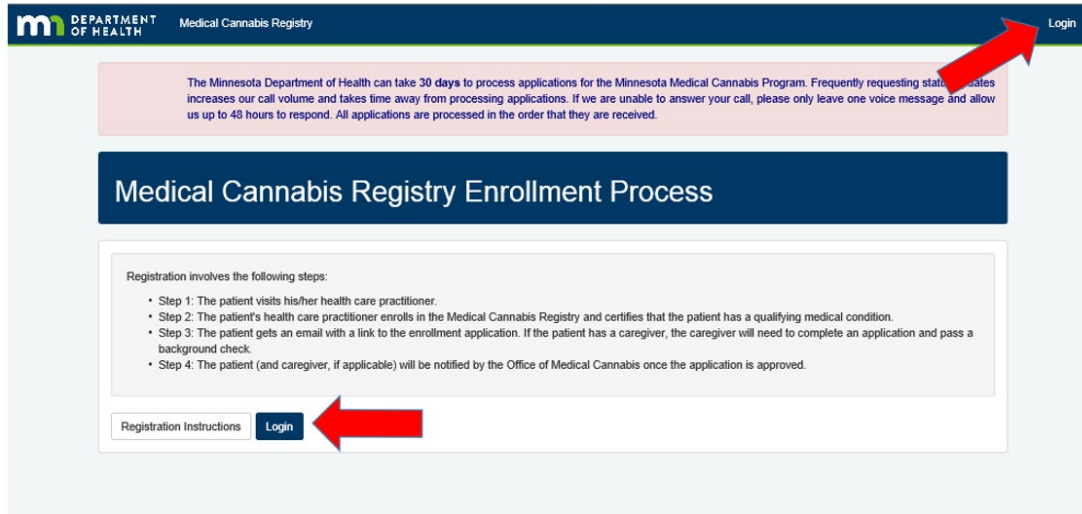 DEPARTMENT
OF HEALTH
Medical Cannabis Registry
Login
The Minnesota Department of Health can take 30 days to process applications for the Minnesota Medical Cannabis Program. Frequently requesting
increases our call volume and takes time away from processing applications. If we are unable to answer your call, please only leave one voice message and allow
us up to 48 hours to respond. All applications are processed in the order that they are received.
Medical Cannabis Registry Enrollment Process
Registration involves the following steps:
• Step 1: The patient visits his/her health care practitioner.
• Step 2: The patient's health care practitioner enrolls in the Medical Cannabis Registry and certifies that the patient has a qualifying medical condition.
• Step 3: The patient gets an email with a link to the enrollment application. If the patient has a caregiver, the caregiver will need to complete an application and pass a
background check.
• Step 4: The patient (and caregiver, if applicable) will be notified by the Office of Medical Cannabis once the application is approved.
Registration Instructions
Login